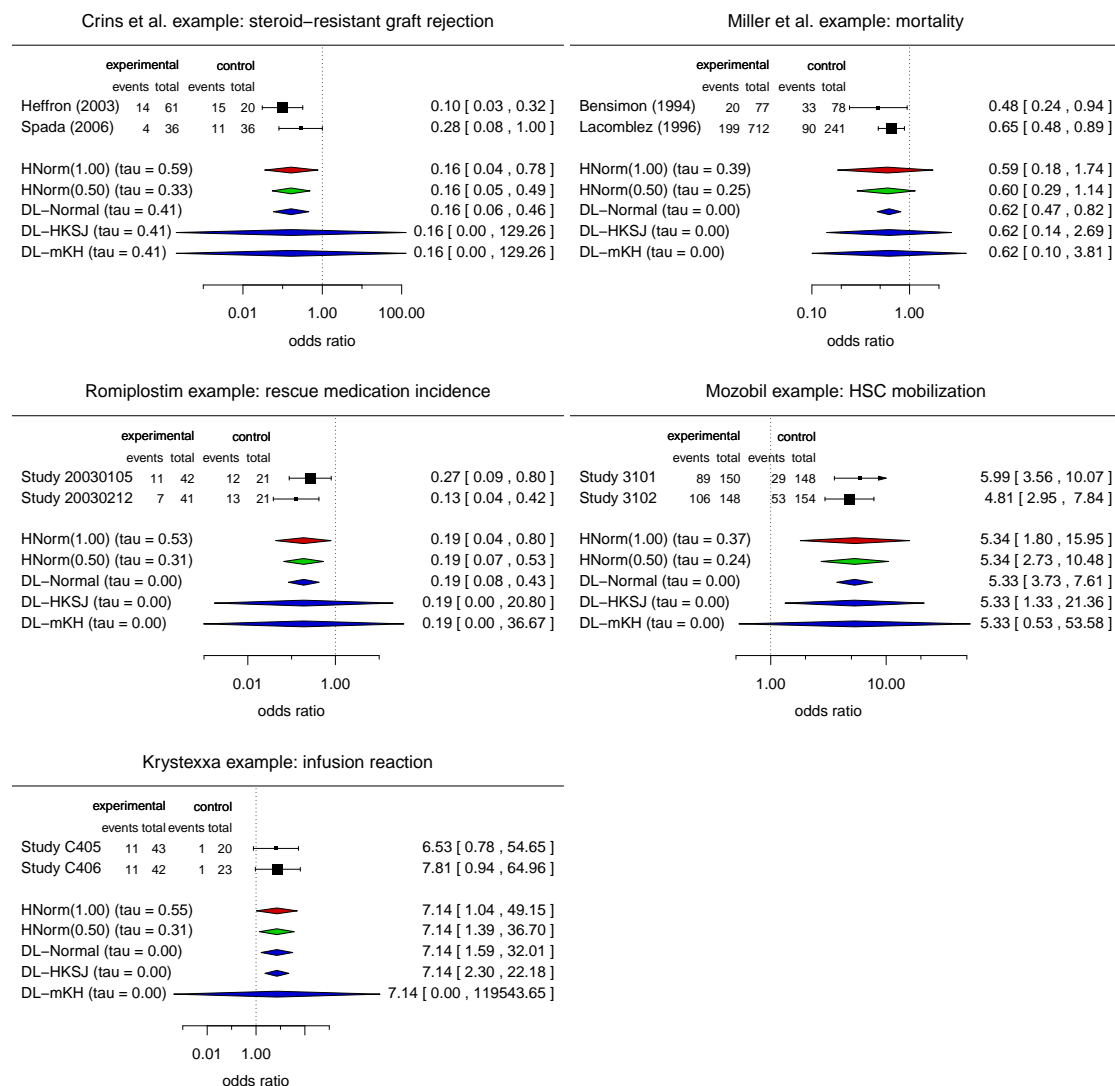 Crins et al. example: steroid−resistant graft rejection
experimental control
events total events total
Heffron (2003) 14 61 15 20 0.10 [ 0.03 , 0.32 ]
Spada (2006) 4 36 11 36 0.28 [ 0.08 , 1.00 ]
HNorm(1.00) (tau = 0.59) 0.16 [ 0.04 , 0.78 ]
HNorm(0.50) (tau = 0.33) 0.16 [ 0.05 , 0.49 ]
DL−Normal (tau = 0.41) 0.16 [ 0.06 , 0.46 ]
DL−HKSJ (tau = 0.41) 0.16 [ 0.00 , 129.26 ]
DL−mKH (tau = 0.41) 0.16 [ 0.00 , 129.26 ]
0.01 1.00 100.00
odds ratio
Miller et al. example: mortality
experimental control
events total events total
Bensimon (1994) 20 77 33 78 0.48 [ 0.24 , 0.94 ]
Lacomblez (1996) 199 712 90 241 0.65 [ 0.48 , 0.89 ]
HNorm(1.00) (tau = 0.39) 0.59 [ 0.18 , 1.74 ]
HNorm(0.50) (tau = 0.25) 0.60 [ 0.29 , 1.14 ]
DL−Normal (tau = 0.00) 0.62 [ 0.47 , 0.82 ]
DL−HKSJ (tau = 0.00) 0.62 [ 0.14 , 2.69 ]
DL−mKH (tau = 0.00) 0.62 [ 0.10 , 3.81 ]
0.10 1.00
odds ratio
Romiplostim example: rescue medication incidence
experimental control
events total events total
Study 20030105 11 42 12 21 0.27 [ 0.09 , 0.80 ]
Study 20030212 7 41 13 21 0.13 [ 0.04 , 0.42 ]
HNorm(1.00) (tau = 0.53) 0.19 [ 0.04 , 0.80 ]
HNorm(0.50) (tau = 0.31) 0.19 [ 0.07 , 0.53 ]
DL−Normal (tau = 0.00) 0.19 [ 0.08 , 0.43 ]
DL−HKSJ (tau = 0.00) 0.19 [ 0.00 , 20.80 ]
DL−mKH (tau = 0.00) 0.19 [ 0.00 , 36.67 ]
0.01 1.00
odds ratio
Mozobil example: HSC mobilization
experimental control
events total events total
Study 3101 89 150 29 148 5.99 [ 3.56 , 10.07 ]
Study 3102 106 148 53 154 4.81 [ 2.95 , 7.84 ]
HNorm(1.00) (tau = 0.37) 5.34 [ 1.80 , 15.95 ]
HNorm(0.50) (tau = 0.24) 5.34 [ 2.73 , 10.48 ]
DL−Normal (tau = 0.00) 5.33 [ 3.73 , 7.61 ]
DL−HKSJ (tau = 0.00) 5.33 [ 1.33 , 21.36 ]
DL−mKH (tau = 0.00) 5.33 [ 0.53 , 53.58 ]
1.00 10.00
odds ratio
Krystexxa example: infusion reaction
experimental control
events total events total
Study C405 11 43 1 20 6.53 [ 0.78 , 54.65 ]
Study C406 11 42 1 23 7.81 [ 0.94 , 64.96 ]
HNorm(1.00) (tau = 0.55) 7.14 [ 1.04 , 49.15 ]
HNorm(0.50) (tau = 0.31) 7.14 [ 1.39 , 36.70 ]
DL−Normal (tau = 0.00) 7.14 [ 1.59 , 32.01 ]
DL−HKSJ (tau = 0.00) 7.14 [ 2.30 , 22.18 ]
DL−mKH (tau = 0.00) 7.14 [ 0.00 , 119543.65 ]
0.01 1.00
odds ratio